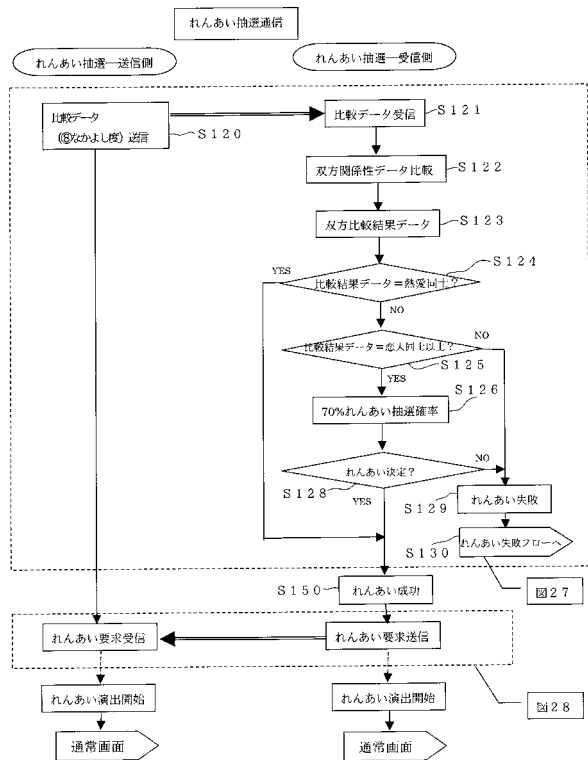 れんあい抽選通信
れんあい抽選―送信側
れんあい抽選―受信側
比較データ
(⑧なかよし度) 送信
S120
比較データ受信
S121
双方関係性データ比較
S122
双方比較結果データ
S123
S124
YES
比較結果データ=熱愛同士?
NO
比較結果データ=恋人同士以上?
NO
S125
YES
S126
70%れんあい抽選確率
れんあい決定?
NO
S128
YES
れんあい失敗
S129
れんあい失敗フローへ
S130
S150
れんあい成功
図27
れんあい要求受信
れんあい要求送信
れんあい演出開始
れんあい演出開始
図28
通常画面
通常画面